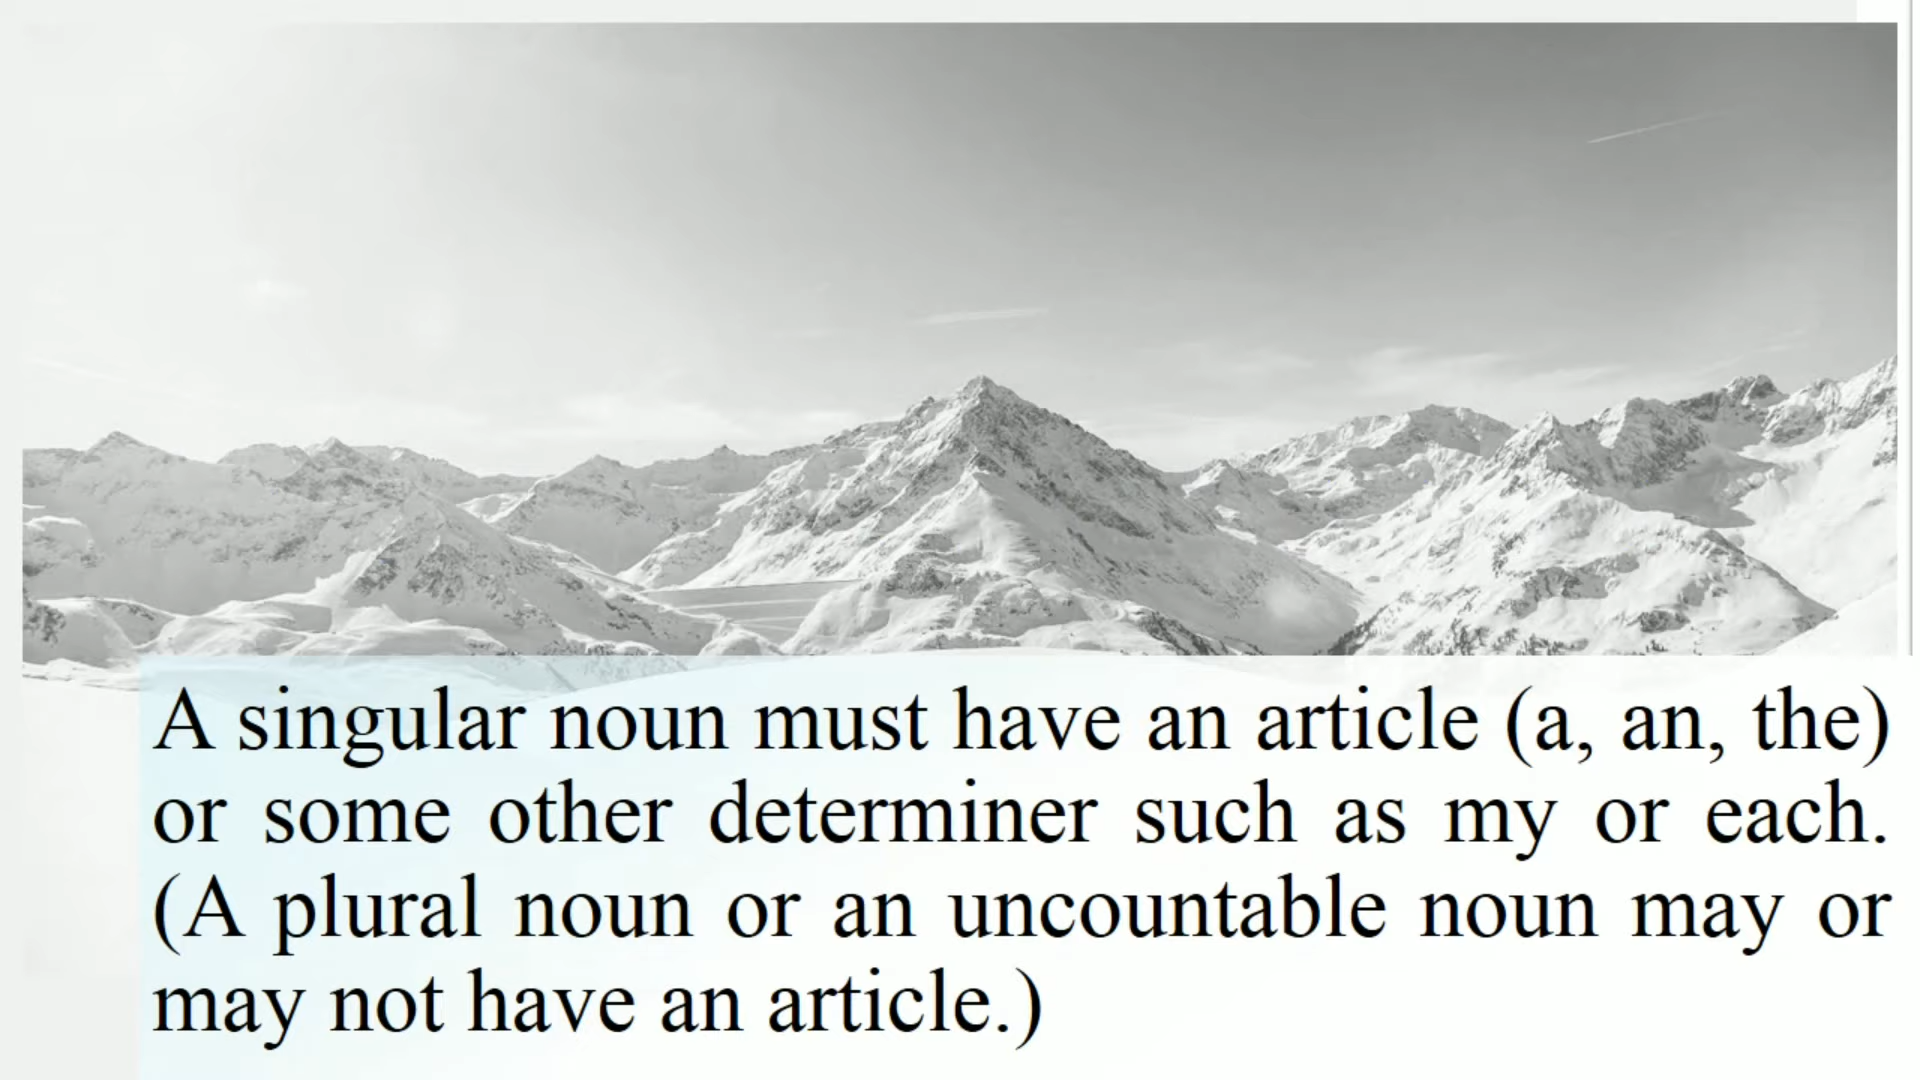 A singular noun must have an article (a, an, the)
or some other determiner such as my or each.
(A plural noun or an uncountable noun may or
may not have an article.)